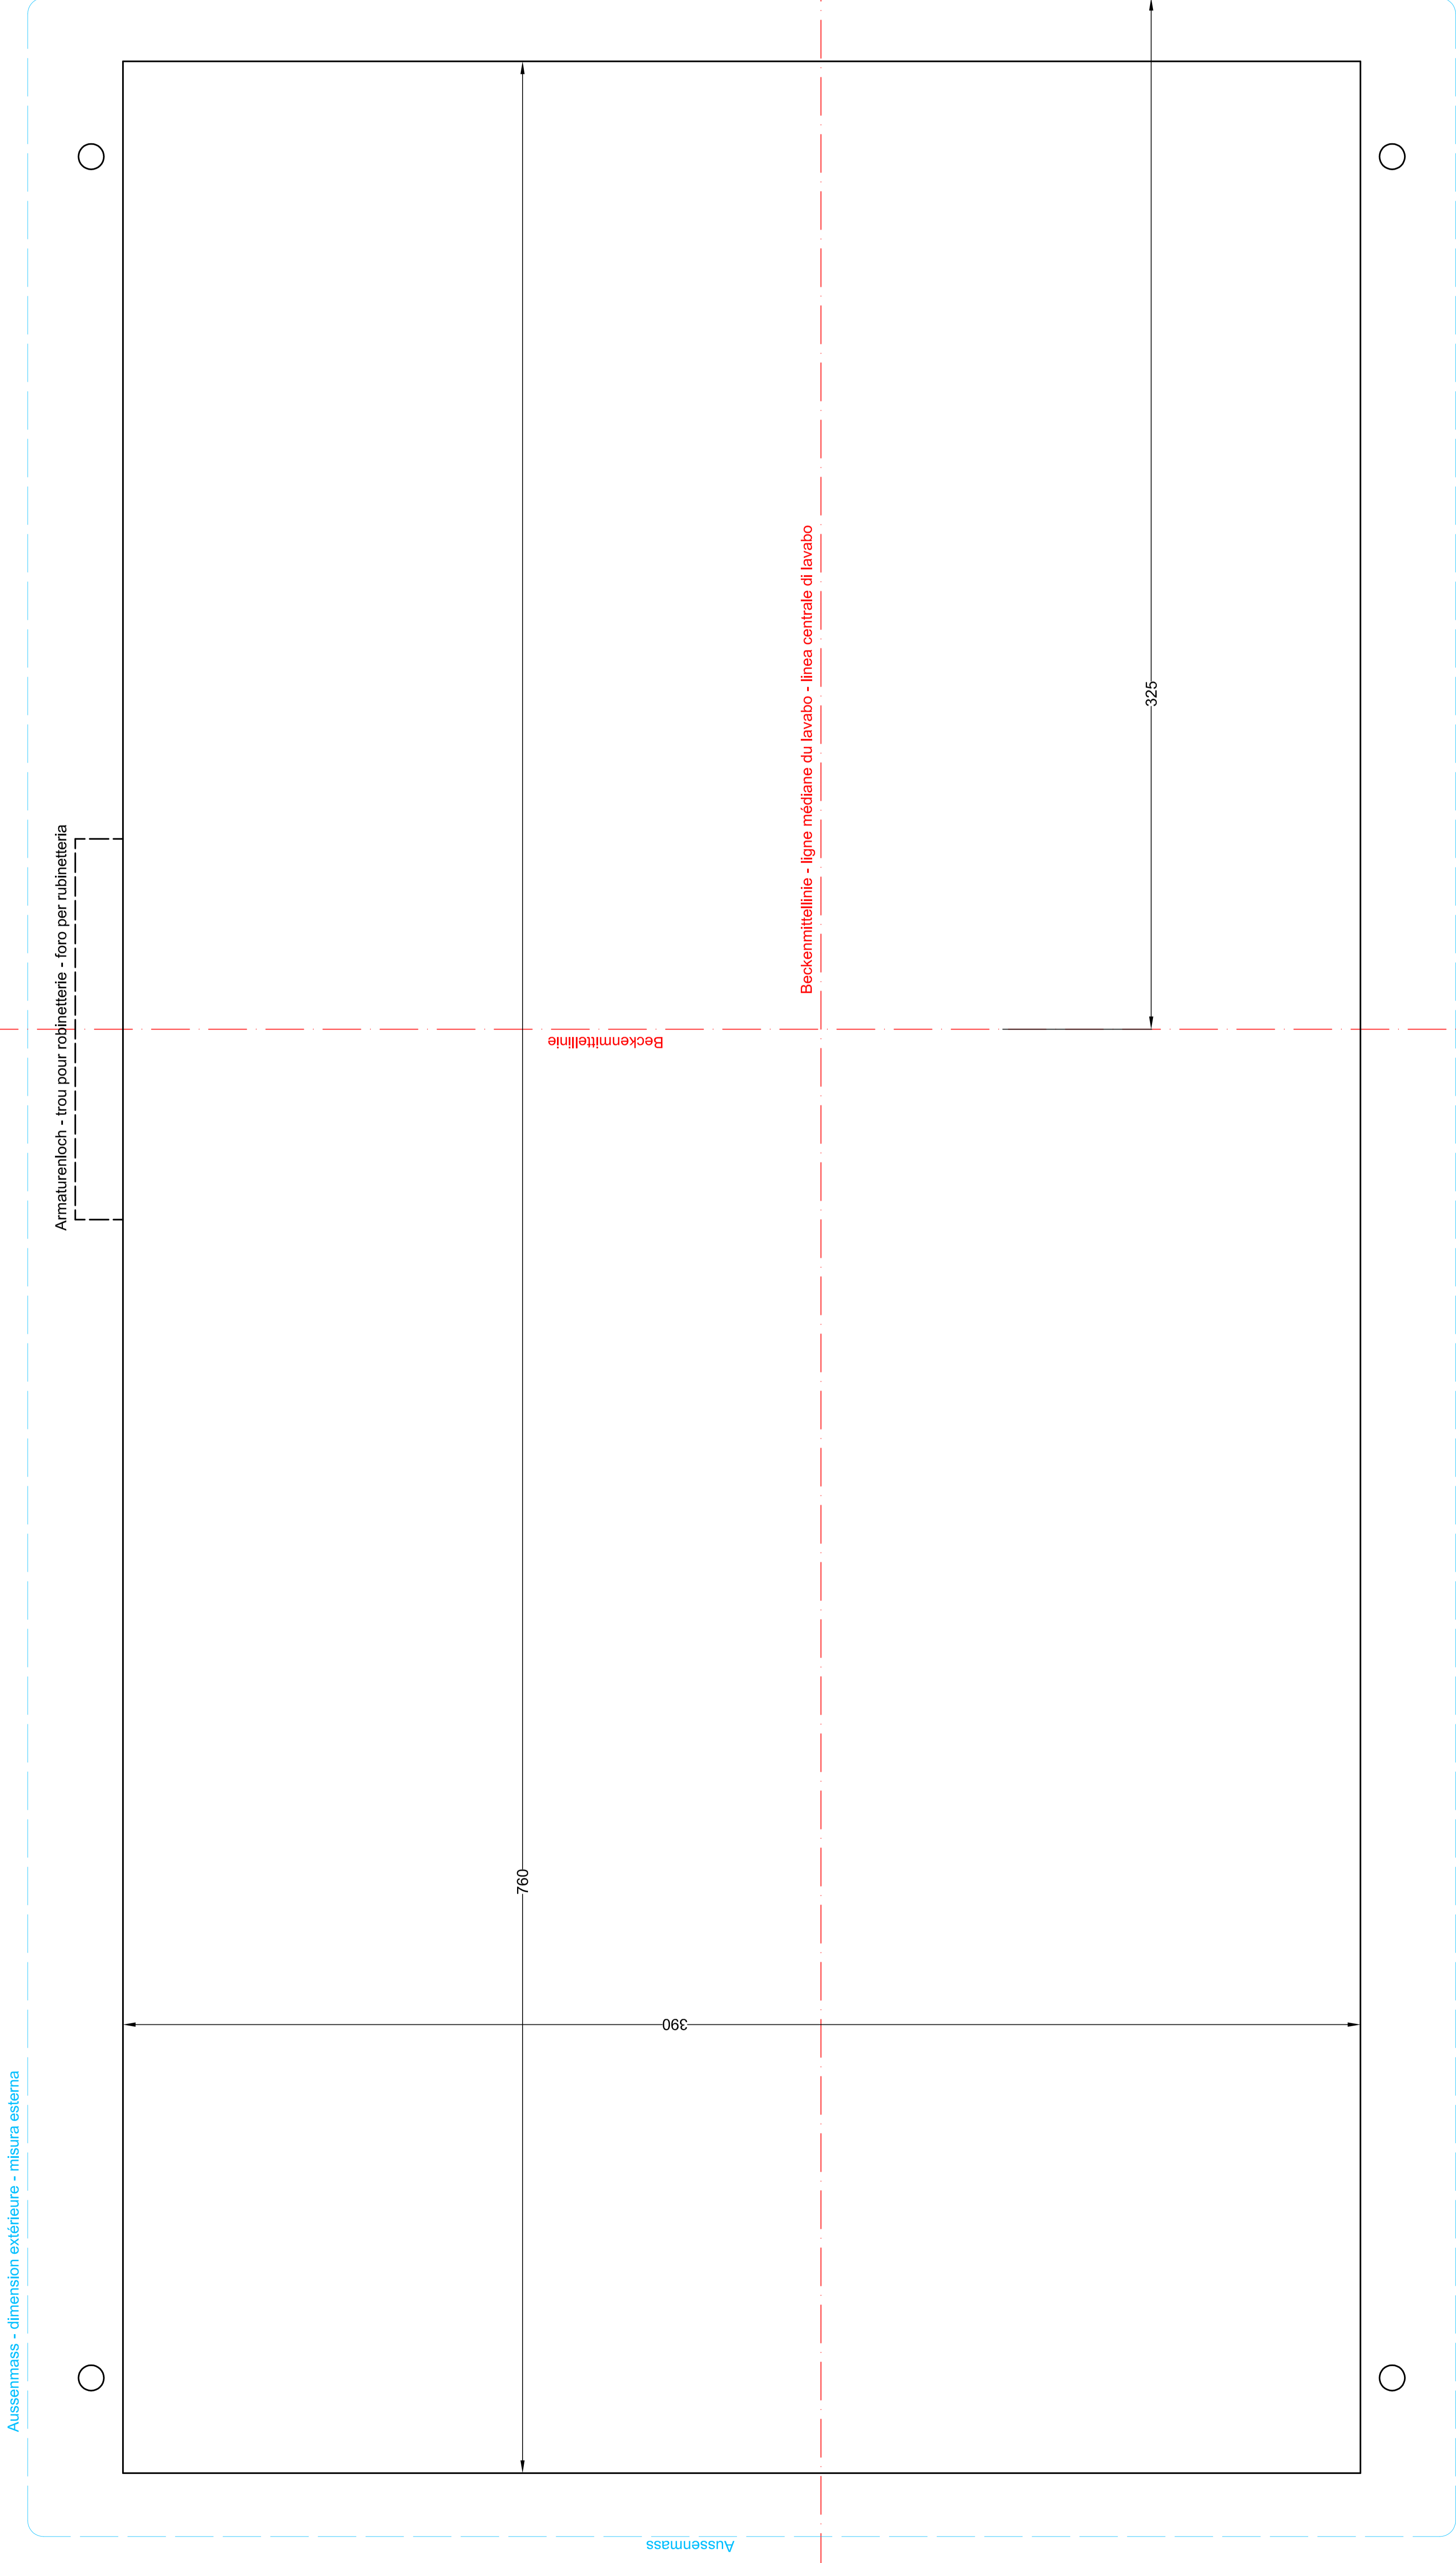 Beckenmittellinie - ligne médiane du lavabo - linea centrale di lavabo
325
Armaturenloch - trou pour robinetterie - foro per rubinetteria
Beckenmittellinie
760
390
Aussenmass - dimension extérieure - misura esterna
Aussenmass